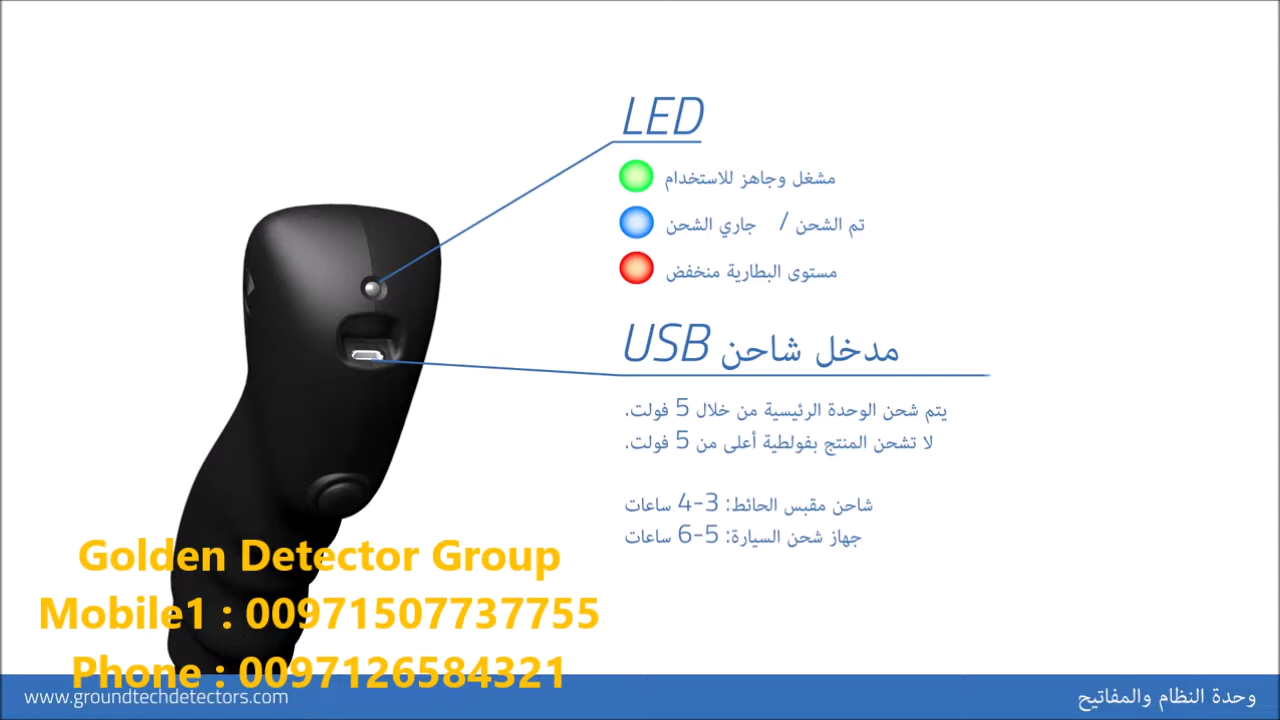 LED
مشغل وجاهز للاستخدام
تم الشحن / جاري الشحن
مستوى البطارية منخفض
مدخل شاحن USB
يتم شحن الوحدة الرئيسية من خلال 5 فولت.
لا تشحن المنتج بفولطية أعلى من 5 فولت.
شاحن مقبس الحائط: 3-4 ساعات
جهاز شحن السيارة: 5-6 ساعات
Golden Detector Group
Mobile1 : 00971507737755
Phone : 0097126584321
www.groundtechdetectors.com
وحدة النظام والمفاتيح